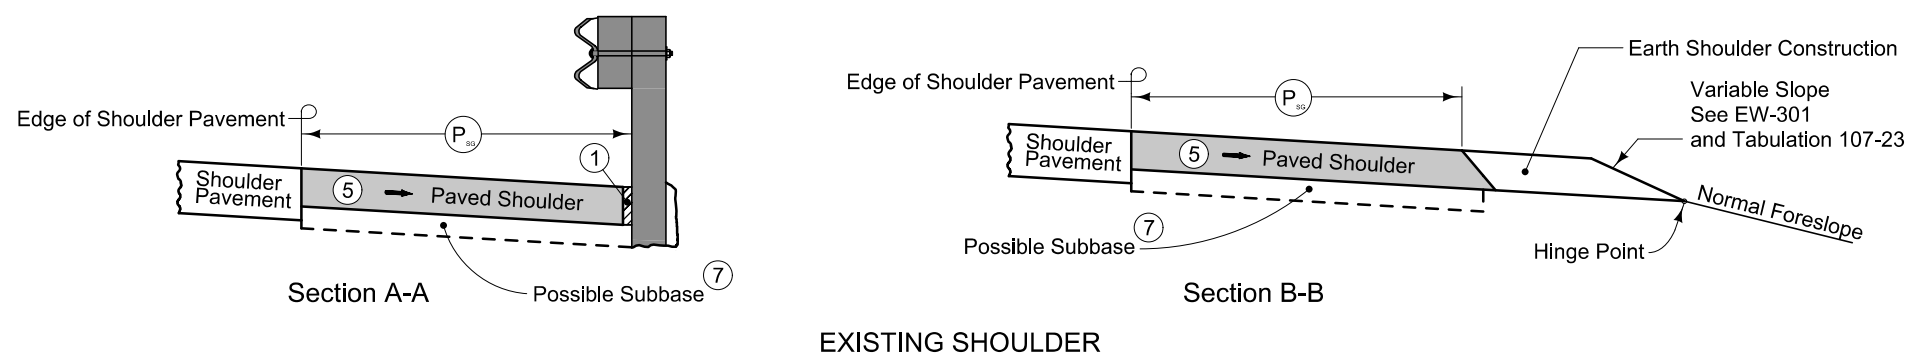 Edge of Shoulder Pavement
P SG
1
Shoulder
Pavement
5
Paved Shoulder
7
Possible Subbase
Section A-A
Edge of Shoulder Pavement
P SG
Earth Shoulder Construction
Variable Slope
See EW-301
and Tabulation 107-23
Shoulder
Pavement
5
Paved Shoulder
Normal Foreslope
7
Possible Subbase
Hinge Point
Section B-B
EXISTING SHOULDER